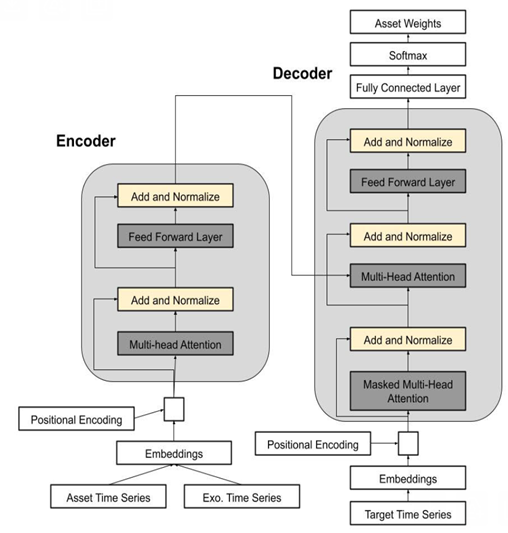 Asset Weights
Softmax
Decoder
Fully Connected Layer
Encoder
Add and Normalize
Feed Forward Layer
Add and Normalize
Multi-Head Attention
Add and Normalize
Masked Multi-Head
Attention
Add and Normalize
Feed Forward Layer
Add and Normalize
Multi-head Attention
Positional Encoding
Embeddings
Asset Time Series
Exo. Time Series
Positional Encoding
Embeddings
Target Time Series